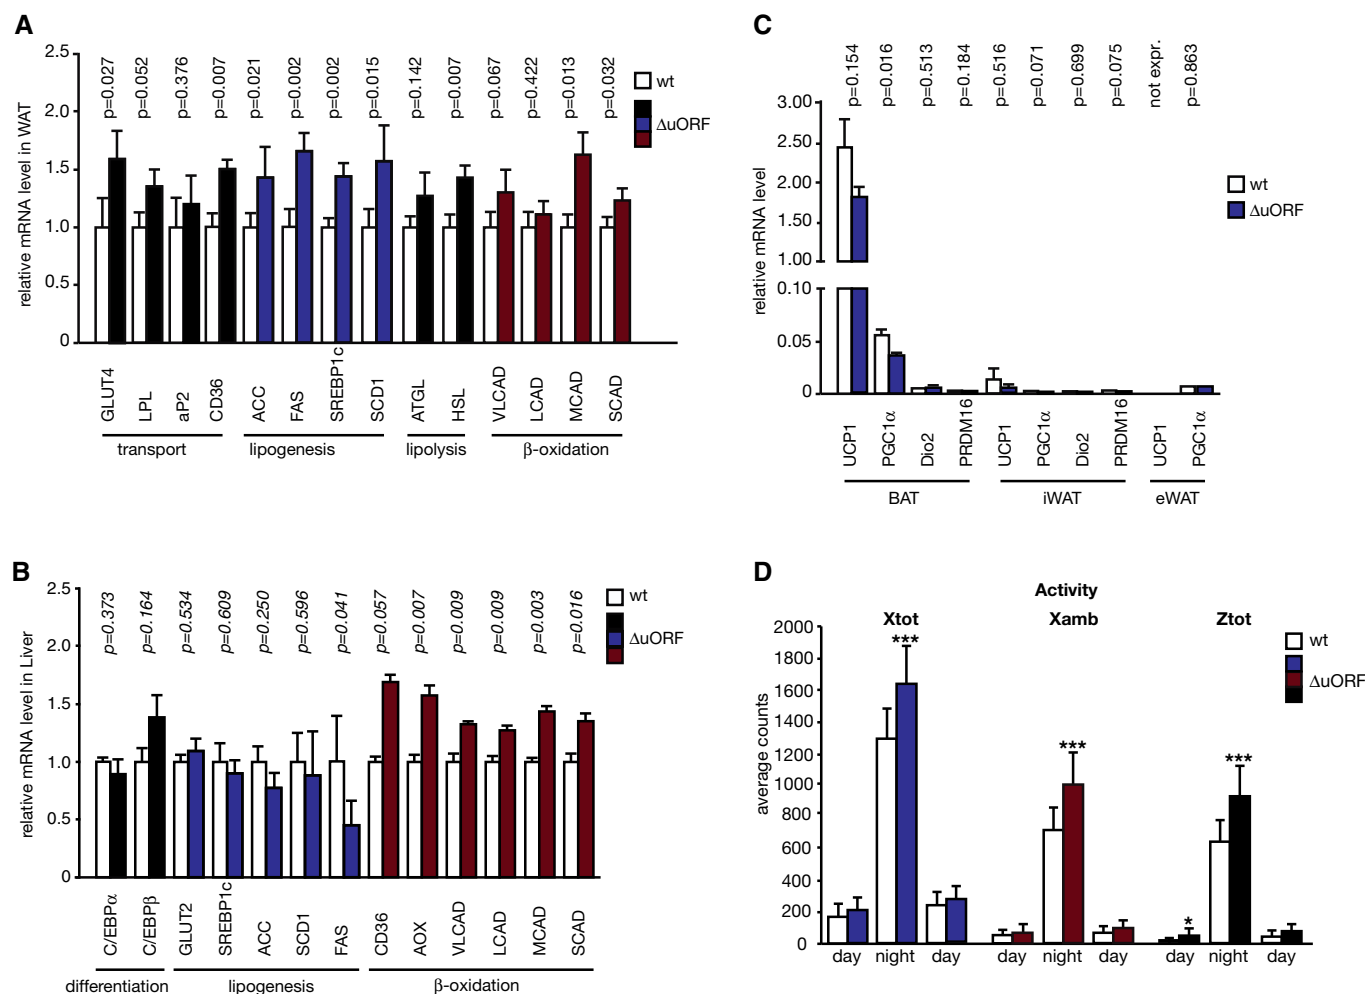 A
relative mRNA level in WAT
2.5
2.0
1.5
1.0
0.5
0
p=0.027
p=0.052
p=0.376
p=0.007
p=0.021
p=0.002
p=0.002
p=0.015
p=0.142
p=0.007
p=0.067
p=0.422
p=0.013
p=0.032
wt
ΔuORF
GLUT4
LPL
aP2
CD36
ACC
FAS
SREBP1c
SCD1
ATGL
HSL
VLCAD
LCAD
MCAD
SCAD
transport
lipogenesis
lipolysis
β-oxidation
B
relative mRNA level in Liver
2.5
2.0
1.5
1.0
0.5
0
p=0.373
p=0.164
p=0.534
p=0.609
p=0.250
p=0.596
p=0.041
p=0.057
p=0.007
p=0.009
p=0.009
p=0.003
p=0.016
wt
ΔuORF
C/EBPα
C/EBPβ
GLUT2
SREBP1c
ACC
SCD1
FAS
CD36
AOX
VLCAD
LCAD
MCAD
SCAD
differentiation
lipogenesis
β-oxidation
C
relative mRNA level
3.00
2.50
2.00
1.50
1.00
0.10
0.05
0
p=0.154
p=0.016
p=0.513
p=0.184
p=0.516
p=0.071
p=0.699
p=0.075
not expr.
p=0.863
wt
ΔuORF
UCP1
PGC1α
Dio2
PRDM16
UCP1
PGC1α
Dio2
PRDM16
UCP1
PGC1α
BAT
iWAT
eWAT
D
Activity
Xtot
Xamb
Ztot
average counts
2000
1800
1600
1400
1200
1000
800
600
400
200
0
***
***
***
*
wt
ΔuORF
day
night
day
day
night
day
day
night
day